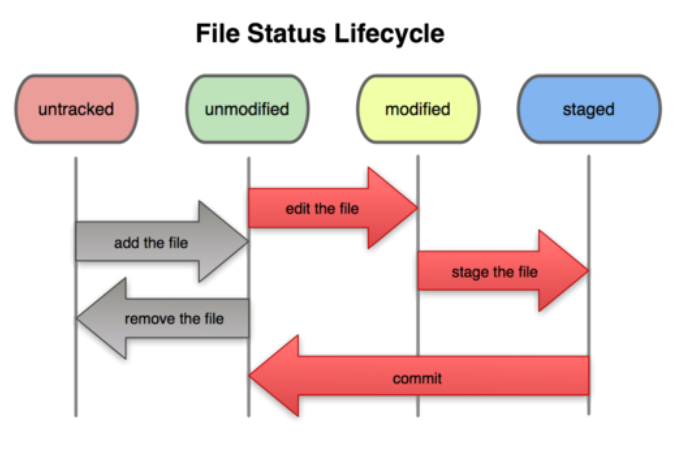 File Status Lifecycle
untracked
unmodified
modified
staged
edit the file
add the file
stage the file
remove the file
commit